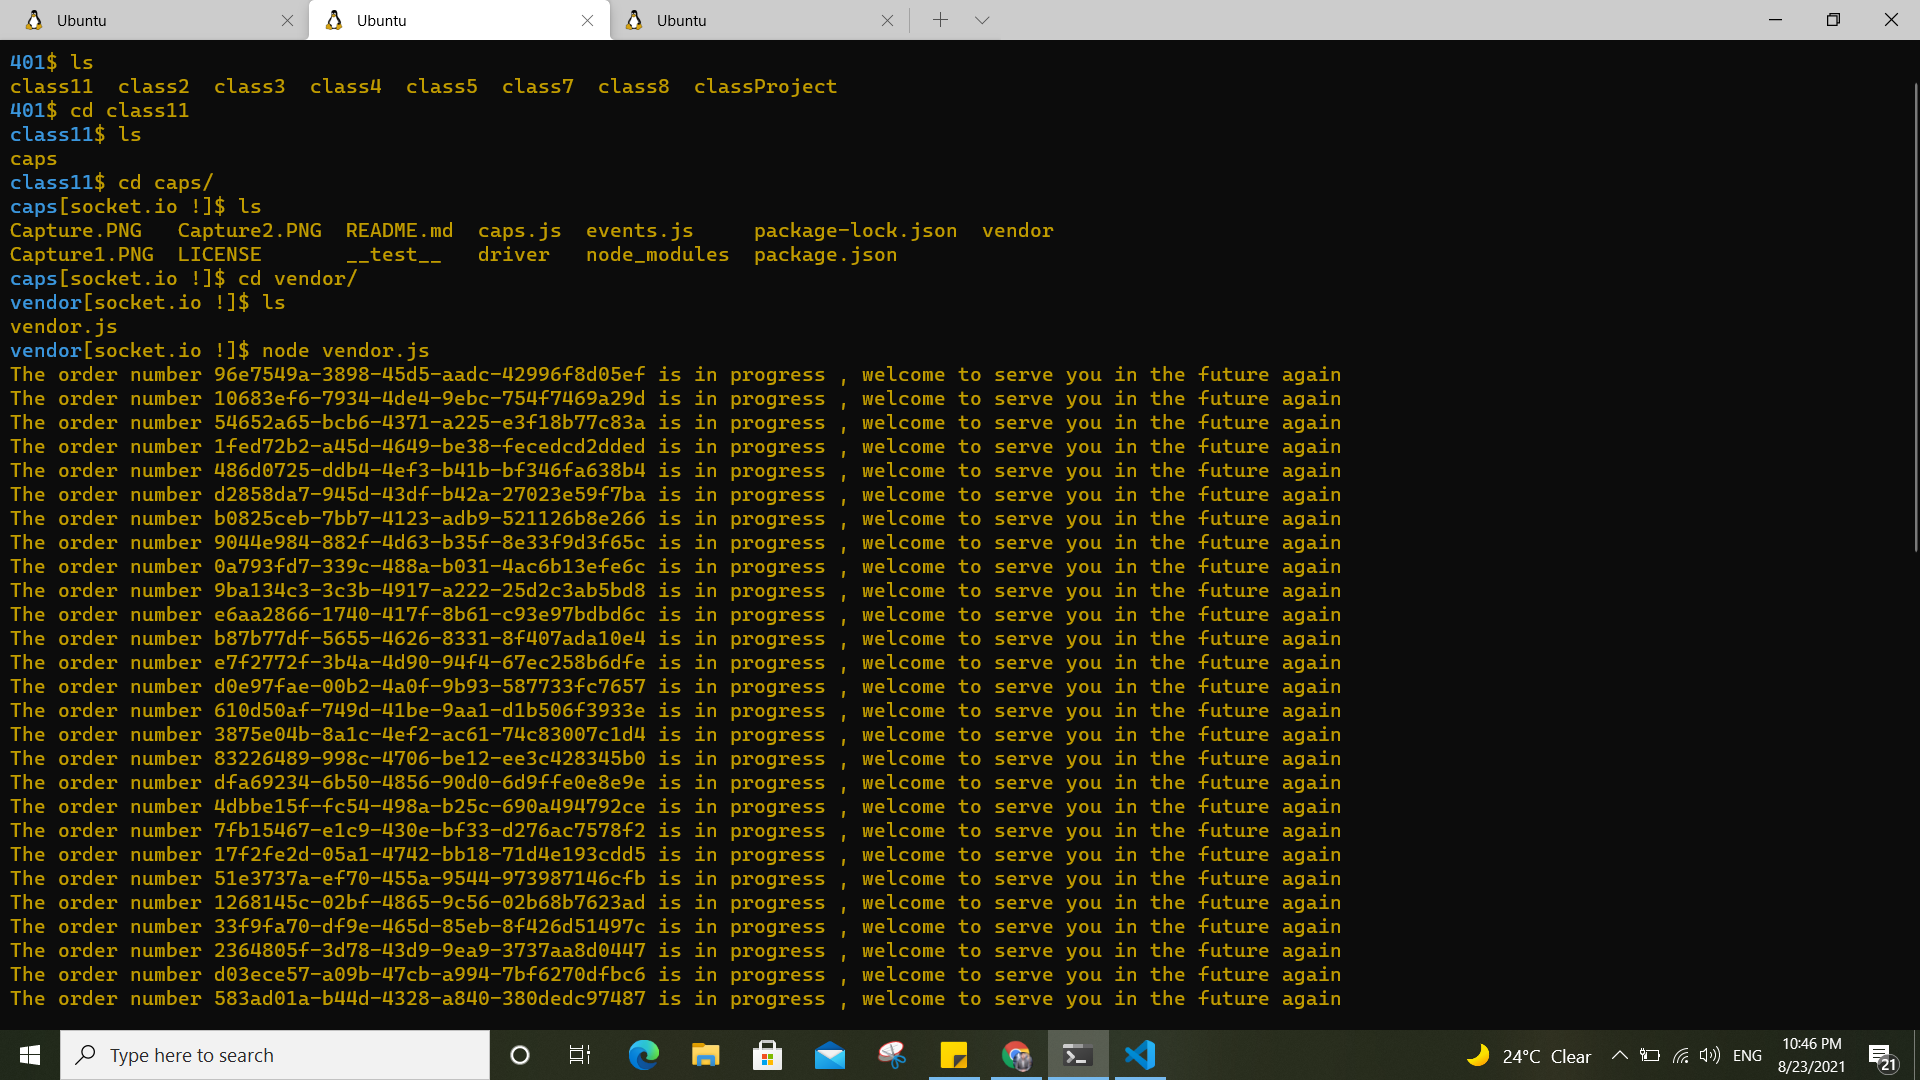 Ubuntu
Ubuntu
Ubuntu
401$ ls
class11  class2  class3  class4  class5  class7  class8  classProject
401$ cd class11
class11$ ls
caps
class11$ cd caps/
caps[socket.io !]$ ls
Capture.PNG   Capture2.PNG  README.md  caps.js  events.js     package-lock.json  vendor
Capture1.PNG  LICENSE       __test__   driver   node_modules  package.json
caps[socket.io !]$ cd vendor/
vendor[socket.io !]$ ls
vendor.js
vendor[socket.io !]$ node vendor.js
The order number 96e7549a-3898-45d5-aadc-42996f8d05ef is in progress , welcome to serve you in the future again
The order number 10683ef6-7934-4de4-9ebc-754f7469a29d is in progress , welcome to serve you in the future again
The order number 54652a65-bcb6-4371-a225-e3f18b77c83a is in progress , welcome to serve you in the future again
The order number 1fed72b2-a45d-4649-be38-fecedcd2dded is in progress , welcome to serve you in the future again
The order number 486d0725-ddb4-4ef3-b41b-bf346fa638b4 is in progress , welcome to serve you in the future again
The order number d2858da7-945d-43df-b42a-27023e59f7ba is in progress , welcome to serve you in the future again
The order number b0825ceb-7bb7-4123-adb9-521126b8e266 is in progress , welcome to serve you in the future again
The order number 9044e984-882f-4d63-b35f-8e33f9d3f65c is in progress , welcome to serve you in the future again
The order number 0a793fd7-339c-488a-b031-4ac6b13efe6c is in progress , welcome to serve you in the future again
The order number 9ba134c3-3c3b-4917-a222-25d2c3ab5bd8 is in progress , welcome to serve you in the future again
The order number e6aa2866-1740-417f-8b61-c93e97bdbd6c is in progress , welcome to serve you in the future again
The order number b87b77df-5655-4626-8331-8f407ada10e4 is in progress , welcome to serve you in the future again
The order number e7f2772f-3b4a-4d90-94f4-67ec258b6dfe is in progress , welcome to serve you in the future again
The order number d0e97fae-00b2-4a0f-9b93-587733fc7657 is in progress , welcome to serve you in the future again
The order number 610d50af-749d-41be-9aa1-d1b506f3933e is in progress , welcome to serve you in the future again
The order number 3875e04b-8a1c-4ef2-ac61-74c83007c1d4 is in progress , welcome to serve you in the future again
The order number 83226489-998c-4706-be12-ee3c428345b0 is in progress , welcome to serve you in the future again
The order number dfa69234-6b50-4856-90d0-6d9ffe0e8e9e is in progress , welcome to serve you in the future again
The order number 4dbbe15f-fc54-498a-b25c-690a494792ce is in progress , welcome to serve you in the future again
The order number 7fb15467-e1c9-430e-bf33-d276ac7578f2 is in progress , welcome to serve you in the future again
The order number 17f2fe2d-05a1-4742-bb18-71d4e193cdd5 is in progress , welcome to serve you in the future again
The order number 51e3737a-ef70-455a-9544-973987146cfb is in progress , welcome to serve you in the future again
The order number 1268145c-02bf-4865-9c56-02b68b7623ad is in progress , welcome to serve you in the future again
The order number 33f9fa70-df9e-465d-85eb-8f426d51497c is in progress , welcome to serve you in the future again
The order number 2364805f-3d78-43d9-9ea9-3737aa8d0447 is in progress , welcome to serve you in the future again
The order number d03ece57-a09b-47cb-a994-7bf6270dfbc6 is in progress , welcome to serve you in the future again
The order number 583ad01a-b44d-4328-a840-380dedc97487 is in progress , welcome to serve you in the future again
Type here to search
24°C  Clear
ENG
10:46 PM
8/23/2021
21